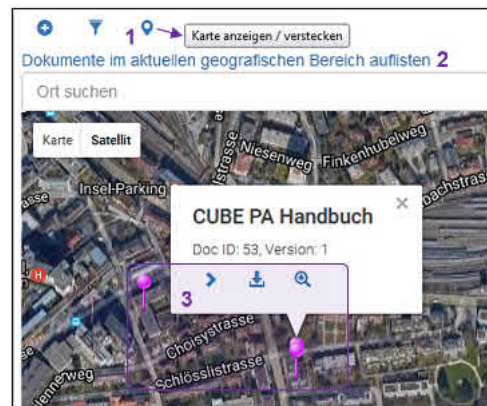 1
Karte anzeigen / verstecken
Dokumente im aktuellen geografischen Bereich auflisten 2
Ort suchen
Karte Satellit
Niesenweg
Finkenhubelweg
Insel-Parking
CUBE PA Handbuch
×
Doc ID: 53, Version: 1
H
3
Choisystrasse
Schlösslistrasse